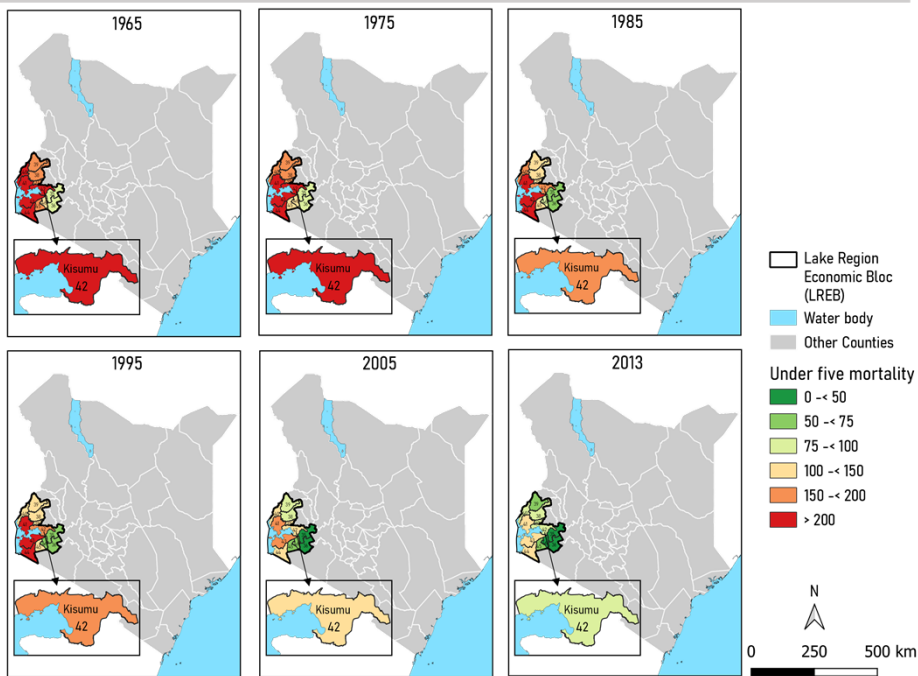 1965
1975
1985
Kisumu
42
Kisumu
42
Kisumu
42
1995
2005
2013
Kisumu
42
Kisumu
42
Kisumu
42
Lake Region
Economic Bloc
(LREB)
Water body
Other Counties
Under five mortality
0 -< 50
50 -< 75
75 -< 100
100 -< 150
150 -< 200
> 200
N
0 250 500 km